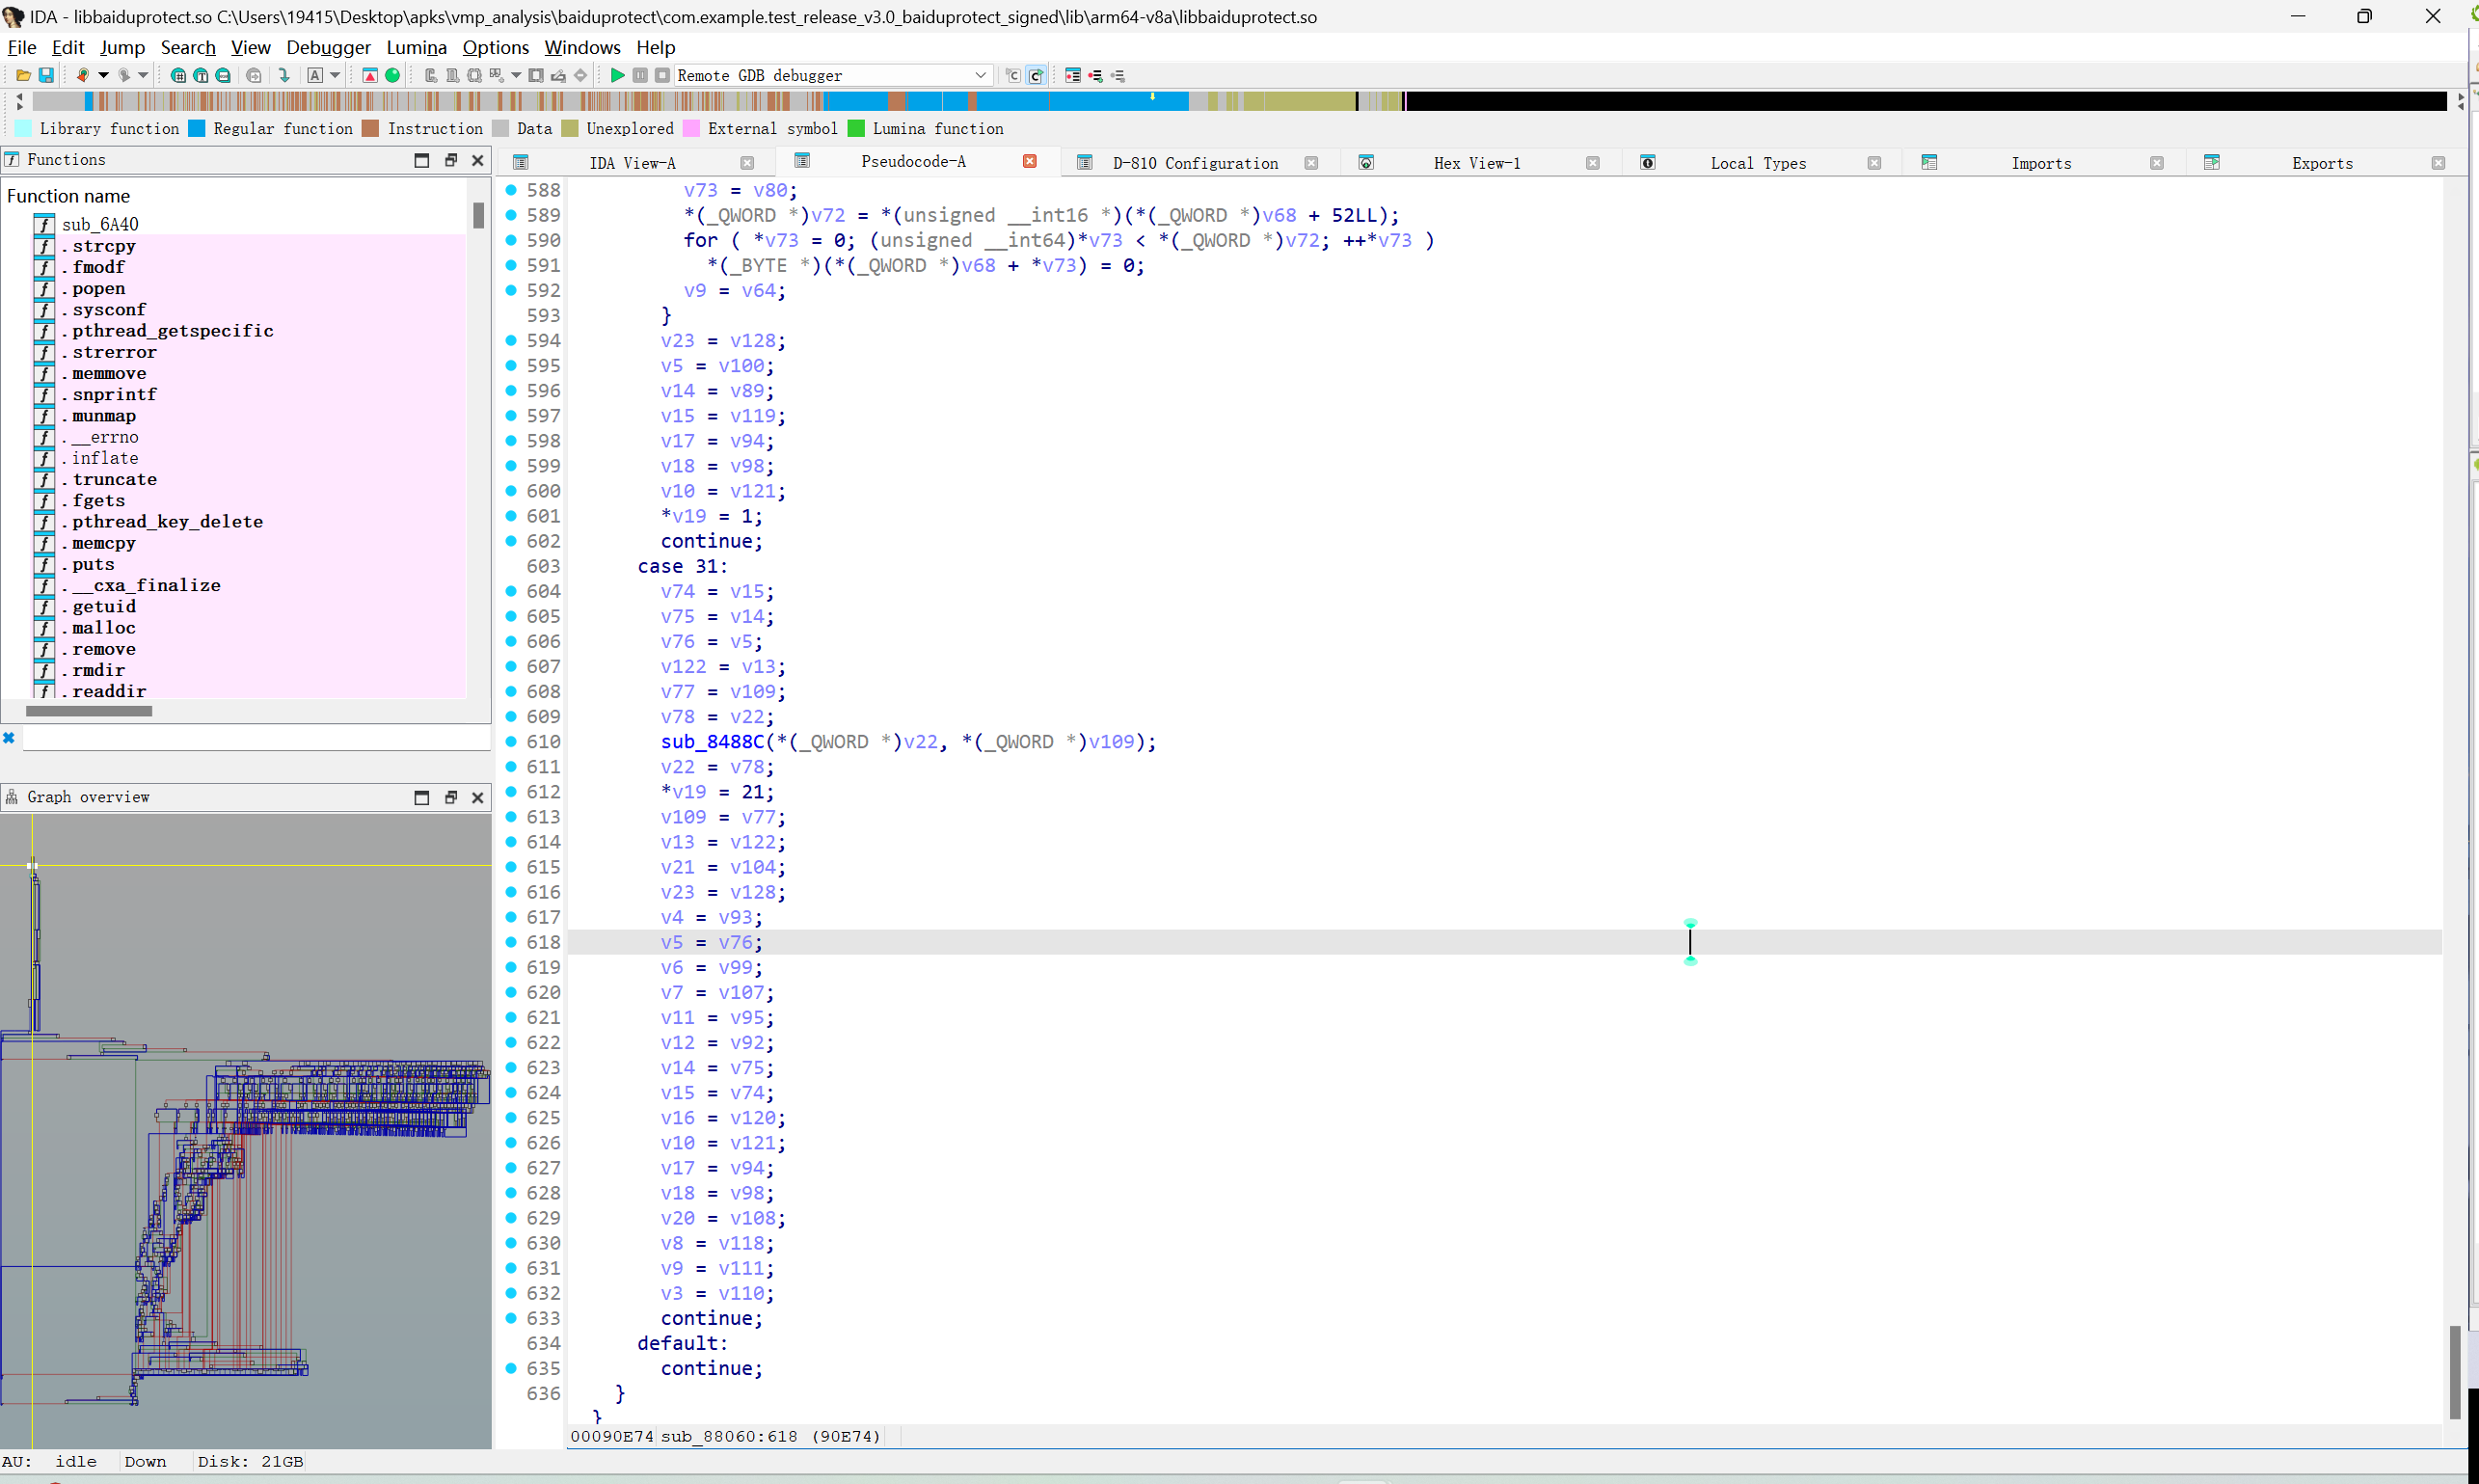 IDA - libbaiduprotect.so C:\Users\19415\Desktop\apks\vmp_analysis\baiduprotect\com.example.test_release_v3.0_baiduprotect_signed\lib\arm64-v8a\libbaiduprotect.so
File Edit Jump Search View Debugger Lumina Options Windows Help
Remote GDB debugger
Library function Regular function Instruction Data Unexplored External symbol Lumina function
Functions
Function name
sub_6A40
.strcpy
.fmodf
.popen
.sysconf
.pthread_getspecific
.strerror
.memmove
.snprintf
.munmap
.__errno
.inflate
.truncate
.fgets
.pthread_key_delete
.memcpy
.puts
.__cxa_finalize
.getuid
.malloc
.remove
.rmdir
.readdir
Graph overview
IDA View-A Pseudocode-A D-810 Configuration Hex View-1 Local Types Imports Exports
588 v73 = v80;
589 *(_QWORD *)v72 = *(unsigned __int16 *)(*(_QWORD *)v68 + 52LL);
590 for ( *v73 = 0; (unsigned __int64)*v73 < *(_QWORD *)v72; ++*v73 )
591 *(_BYTE *)(*(_QWORD *)v68 + *v73) = 0;
592 v9 = v64;
593 }
594 v23 = v128;
595 v5 = v100;
596 v14 = v89;
597 v15 = v119;
598 v17 = v94;
599 v18 = v98;
600 v10 = v121;
601 *v19 = 1;
602 continue;
603 case 31:
604 v74 = v15;
605 v75 = v14;
606 v76 = v5;
607 v122 = v13;
608 v77 = v109;
609 v78 = v22;
610 sub_8488C(*(_QWORD *)v22, *(_QWORD *)v109);
611 v22 = v78;
612 *v19 = 21;
613 v109 = v77;
614 v13 = v122;
615 v21 = v104;
616 v23 = v128;
617 v4 = v93;
618 v5 = v76;
619 v6 = v99;
620 v7 = v107;
621 v11 = v95;
622 v12 = v92;
623 v14 = v75;
624 v15 = v74;
625 v16 = v120;
626 v10 = v121;
627 v17 = v94;
628 v18 = v98;
629 v20 = v108;
630 v8 = v118;
631 v9 = v111;
632 v3 = v110;
633 continue;
634 default:
635 continue;
636 }
}
00090E74 sub_88060:618 (90E74)
AU: idle Down Disk: 21GB